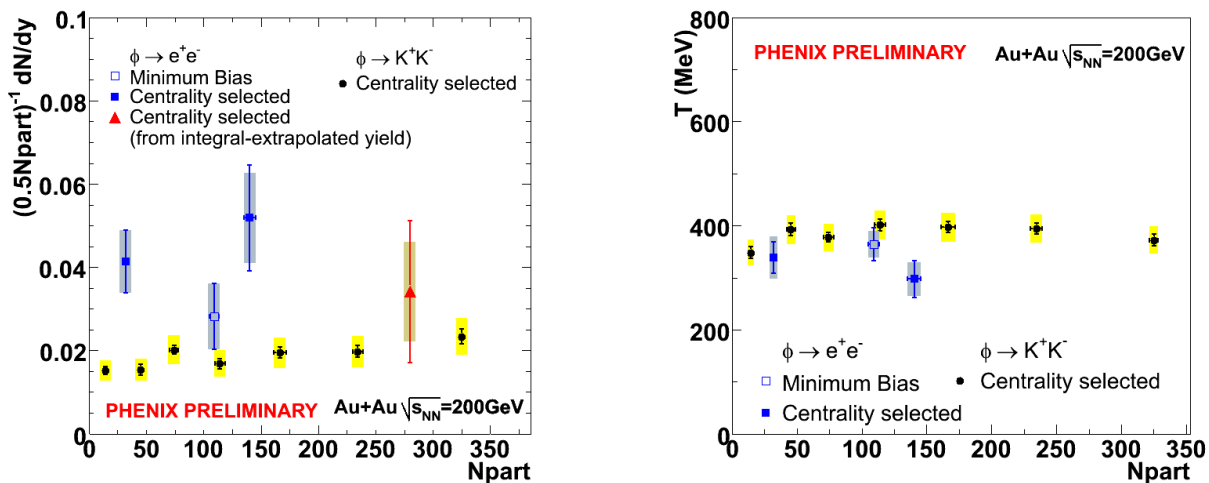 (0.5Npart)⁻¹ dN/dy
0.1
0.08
0.06
0.04
0.02
0
ϕ → e⁺e⁻
Minimum Bias
Centrality selected
Centrality selected
(from integral-extrapolated yield)
ϕ → K⁺K⁻
Centrality selected
PHENIX PRELIMINARY
Au+Au √s_NN=200GeV
0 50 100 150 200 250 300 350
Npart
T (MeV)
800
600
400
200
0
PHENIX PRELIMINARY
Au+Au √s_NN=200GeV
ϕ → e⁺e⁻
Minimum Bias
Centrality selected
ϕ → K⁺K⁻
Centrality selected
0 50 100 150 200 250 300 350
Npart